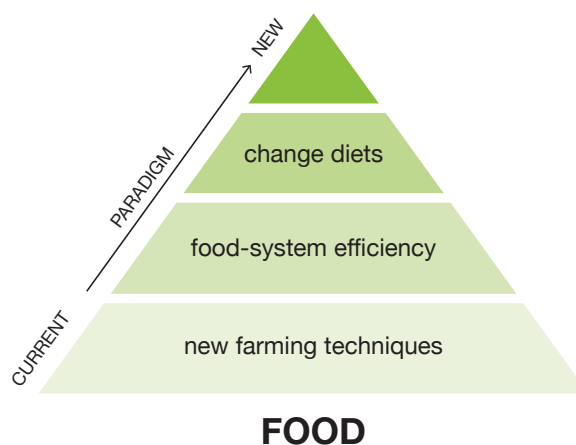 NEW
PARADIGM
CURRENT
change diets
food-system efficiency
new farming techniques
FOOD